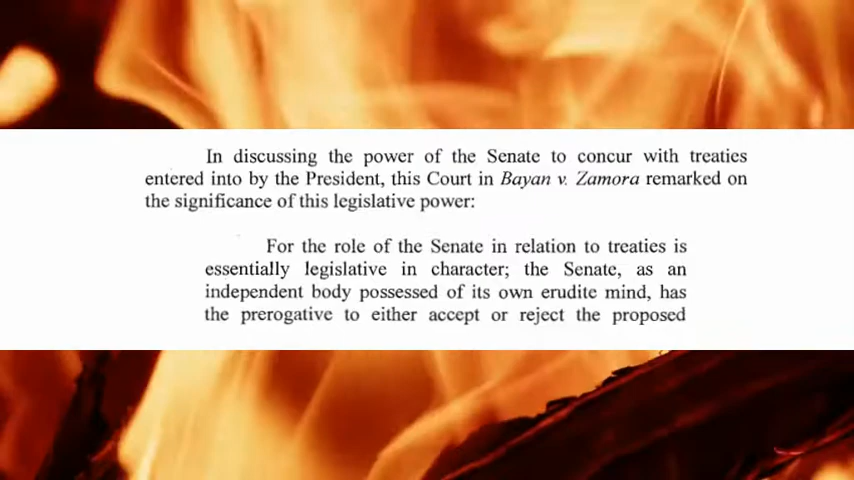 In discussing the power of the Senate to concur with treaties
entered into by the President, this Court in Bayan v. Zamora remarked on
the significance of this legislative power:
For the role of the Senate in relation to treaties is
essentially legislative in character; the Senate, as an
independent body possessed of its own erudite mind, has
the prerogative to either accept or reject the proposed